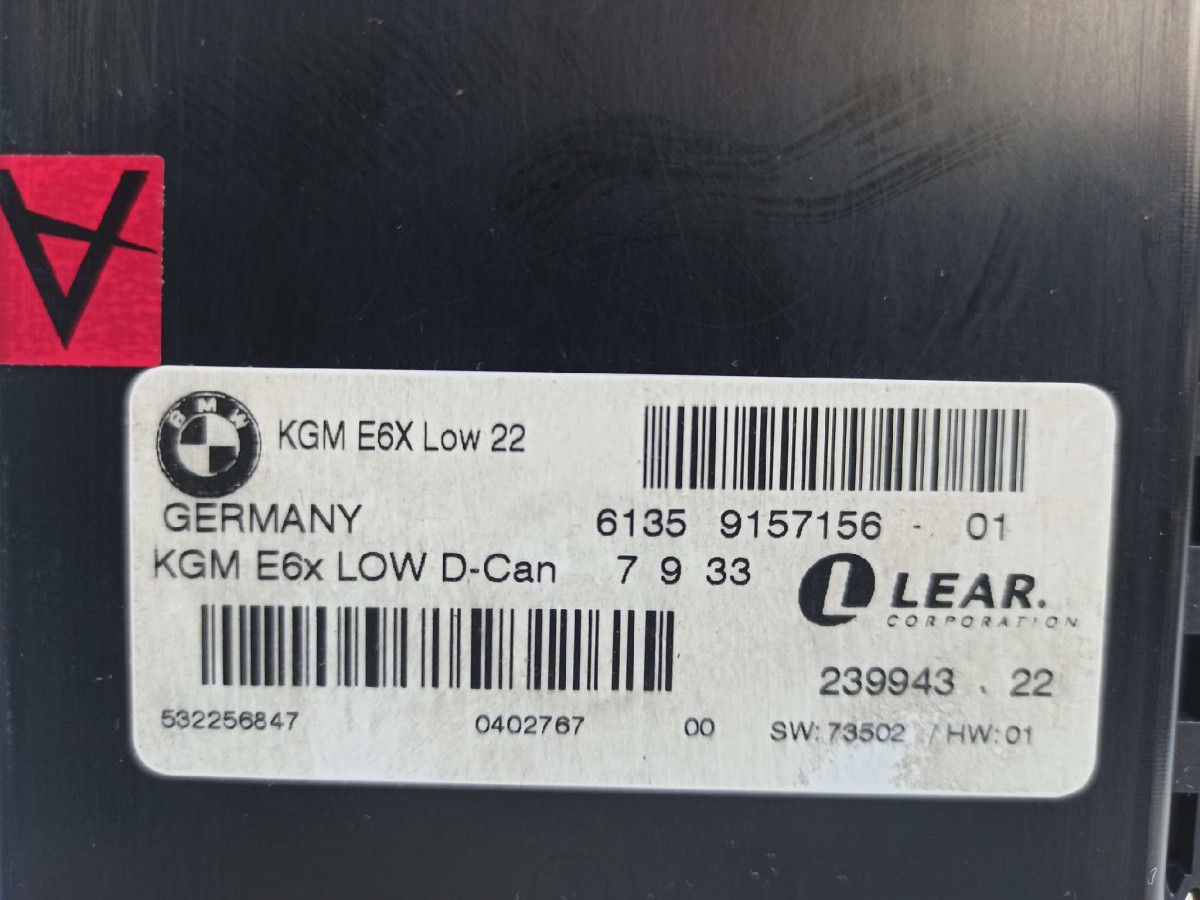 A
BMW
KGM E6X Low 22
GERMANY
6135 9157156 - 01
KGM E6x LOW D-Can 7 9 33
LEAR.
CORPORATION
239943 . 22
532256847 0402767 00 SW: 73502 / HW: 01